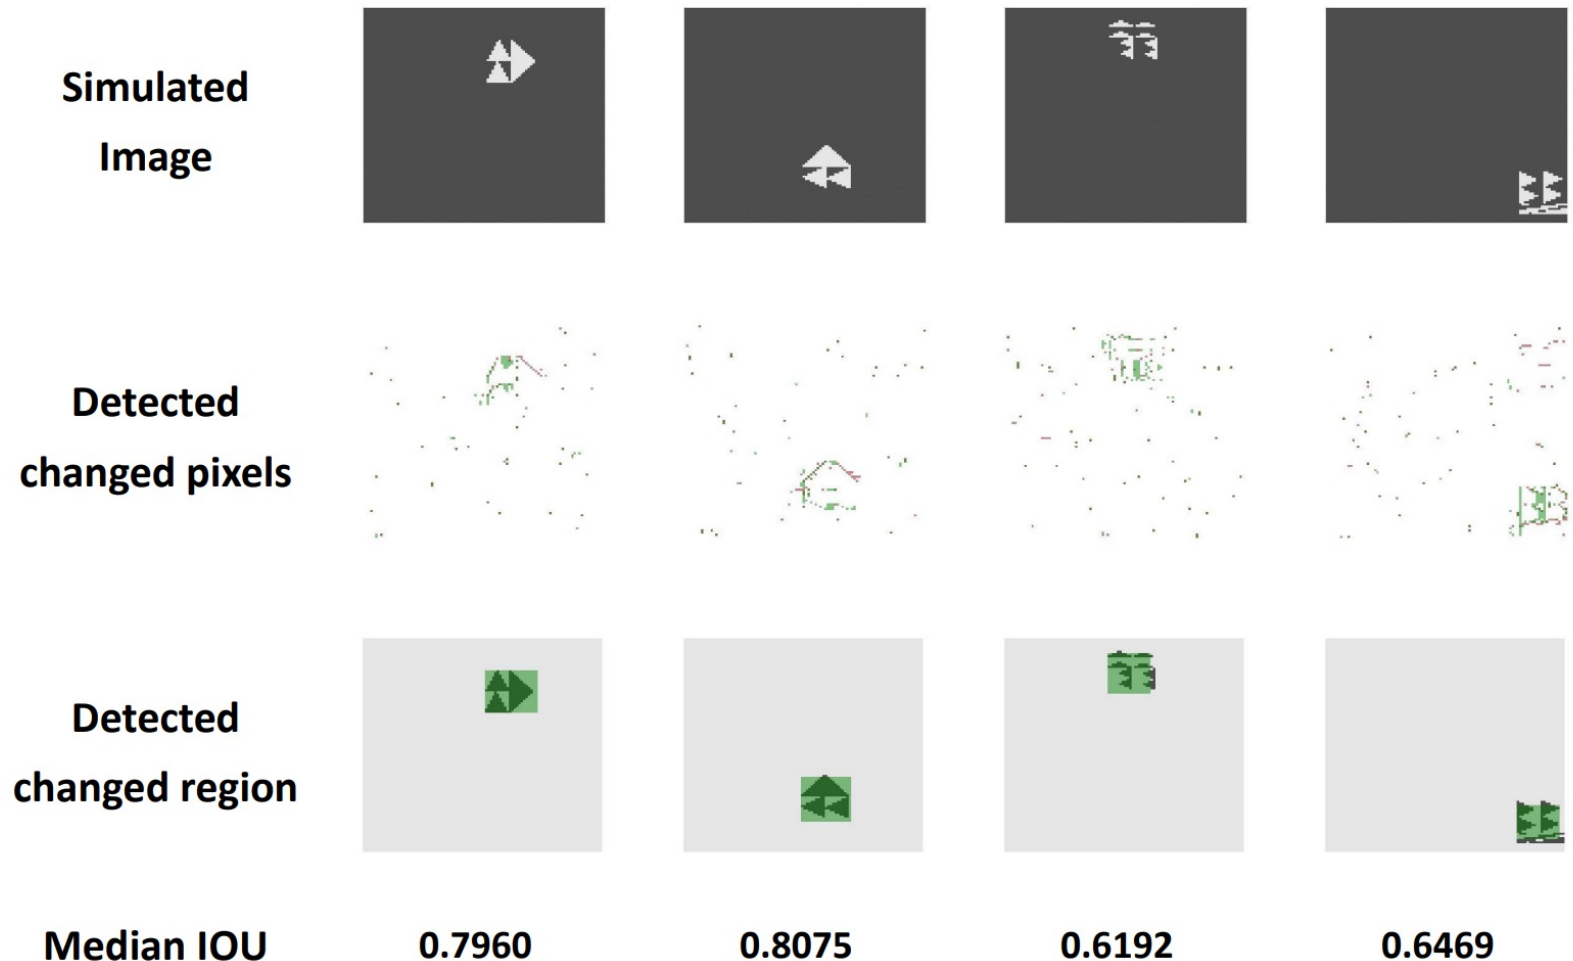 Simulated
Image
Detected
changed pixels
Detected
changed region
Median IOU 0.7960 0.8075 0.6192 0.6469